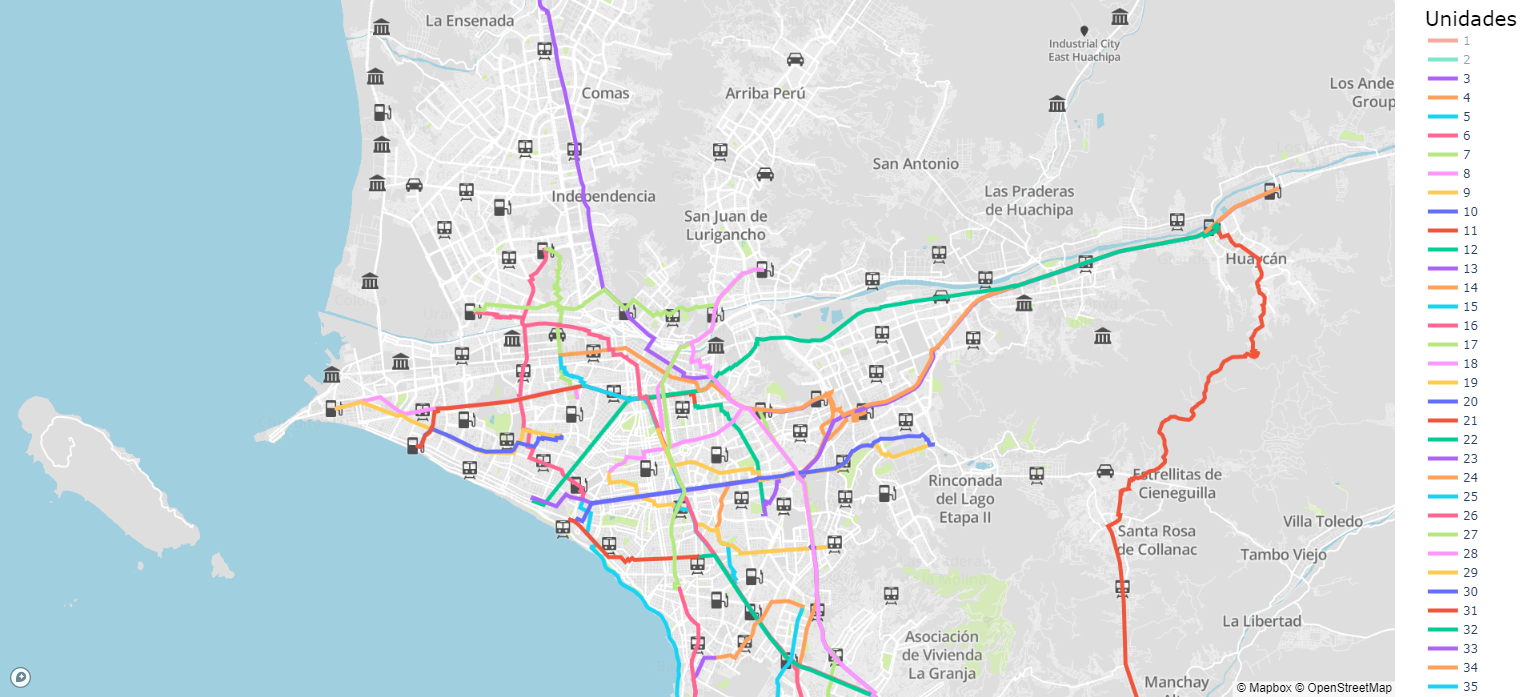 La Ensenada
Industrial City
East Huachipa
Comas
Arriba Perú
Los Ande
Group
San Antonio
Independencia
Las Praderas
de Huachipa
San Juan de
Lurigancho
Huaycán
Rinconada
del Lago
Etapa II
Estrellitas de
Cieneguilla
Santa Rosa
de Collanac
Villa Toledo
Tambo Viejo
La Libertad
Asociación
de Vivienda
La Granja
Manchay
© Mapbox © OpenStreetMap
Unidades
1
2
3
4
5
6
7
8
9
10
11
12
13
14
15
16
17
18
19
20
21
22
23
24
25
26
27
28
29
30
31
32
33
34
35